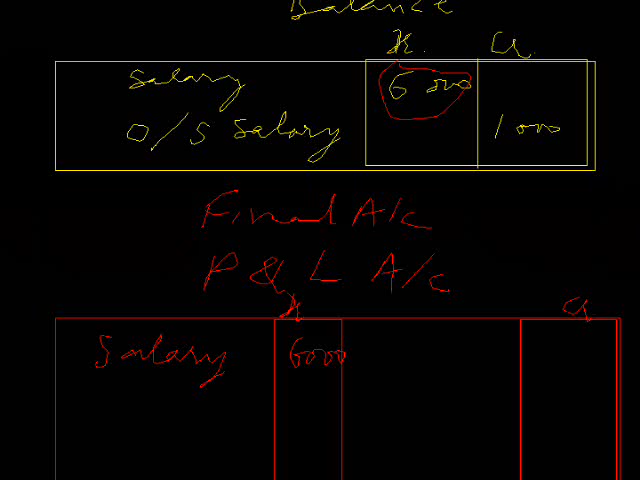 Balance
Dr. Cr.
Salary 6000
O/S Salary 1000
Final A/c
P & L A/c
Dr Cr
Salary 6000